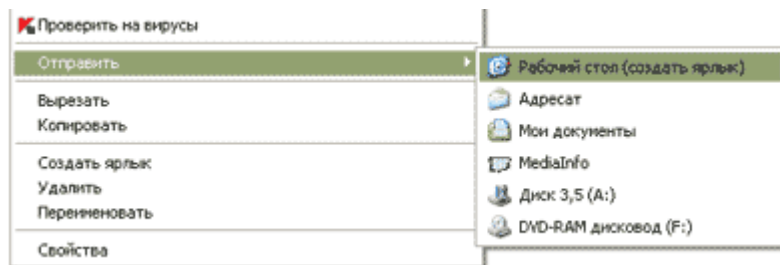 Проверить на вирусы
Отправить
Вырезать
Копировать
Создать ярлык
Удалить
Переименовать
Свойства
Рабочий стол (создать ярлык)
Адресат
Мои документы
MediaInfo
Диск 3,5 (A:)
DVD-RAM дисковод (F:)